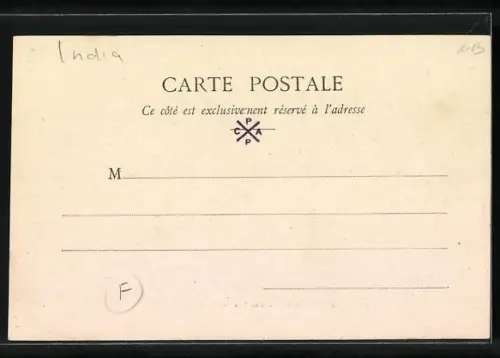 India
CARTE POSTALE
Ce côté est exclusivement réservé à l'adresse
P
C A
P
M
F